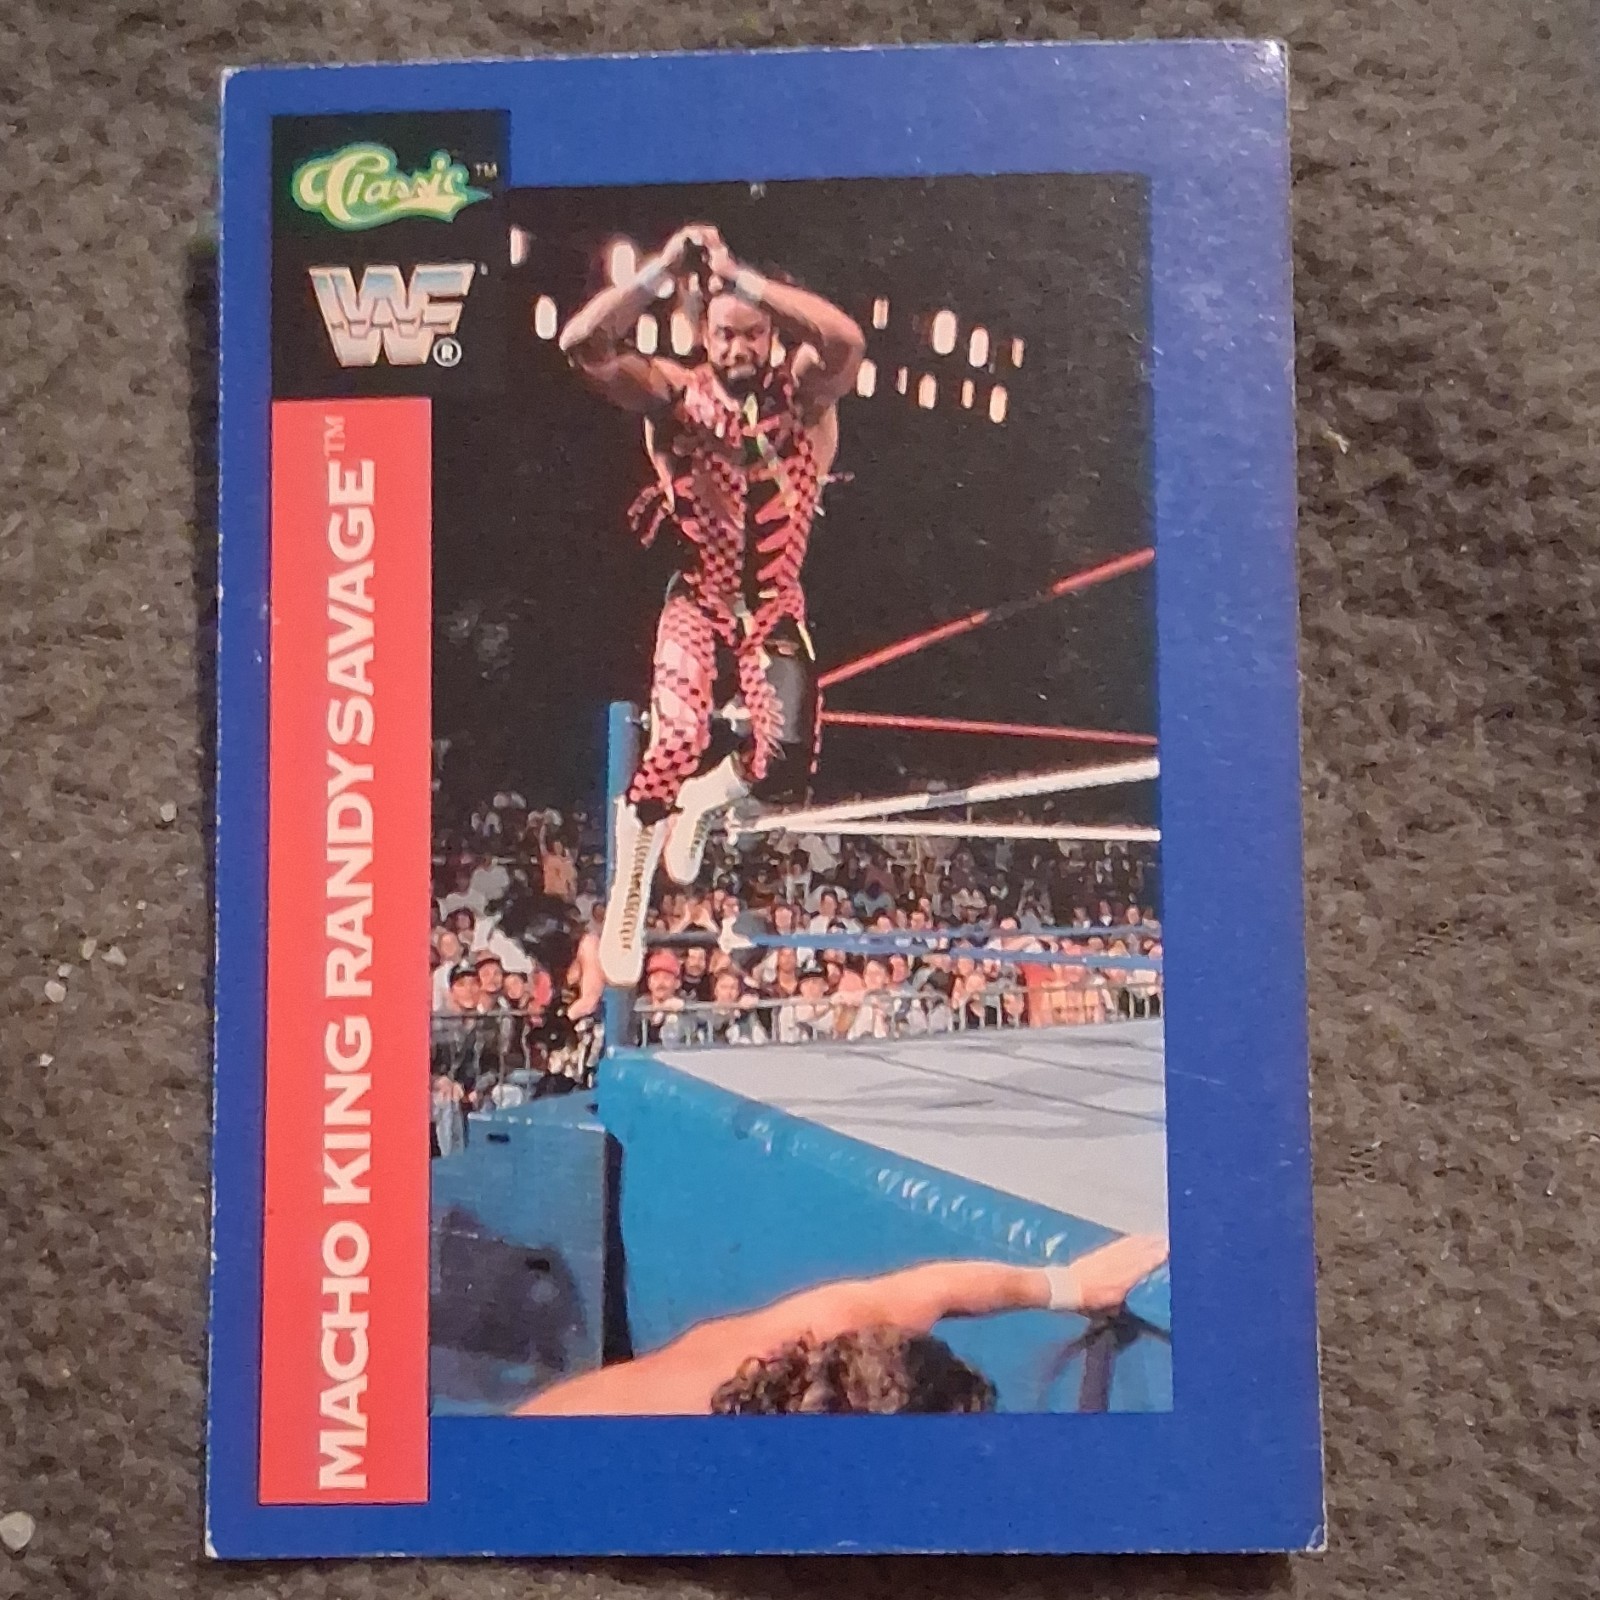 Classic™
WF®
MACHO KING RANDY SAVAGE™